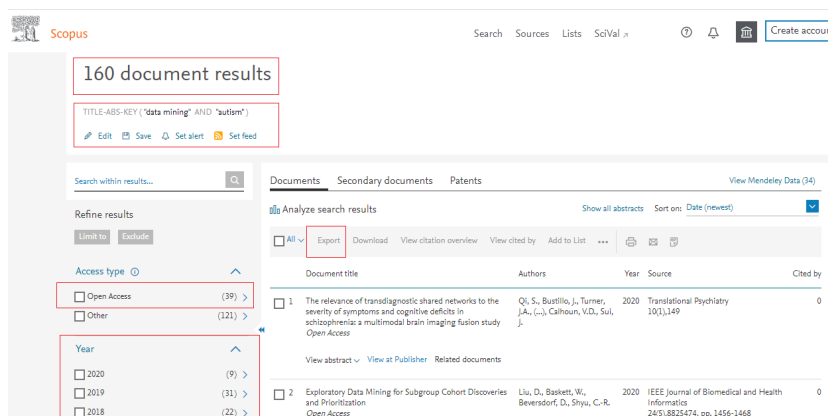 Scopus
Search Sources Lists SciVal ↗
Create accou
160 document results
TITLE-ABS-KEY ( "data mining" AND "autism" )
Edit Save Set alert Set feed
Search within results...
Documents Secondary documents Patents
View Mendeley Data (34)
Refine results
Limit to Exclude
Analyze search results
Show all abstracts Sort on: Date (newest)
All Export Download View citation overview View cited by Add to List •••
Access type
Open Access (39)
Other (121)
Year
2020 (9)
2019 (31)
2018 (22)
Document title Authors Year Source Cited by
1 The relevance of transdiagnostic shared networks to the Qi, S., Bustillo, J., Turner, 2020 Translational Psychiatry 0
severity of symptoms and cognitive deficits in J.A., (...), Calhoun, V.D., Sui, 10(1),149
schizophrenia: a multimodal brain imaging fusion study J.
Open Access
View abstract View at Publisher Related documents
2 Exploratory Data Mining for Subgroup Cohort Discoveries Liu, D., Baskett, W., 2020 IEEE Journal of Biomedical and Health 0
and Prioritization Beversdorf, D., Shyu, C.-R. Informatics
Open Access 24(5),8825474, pp. 1456-1468